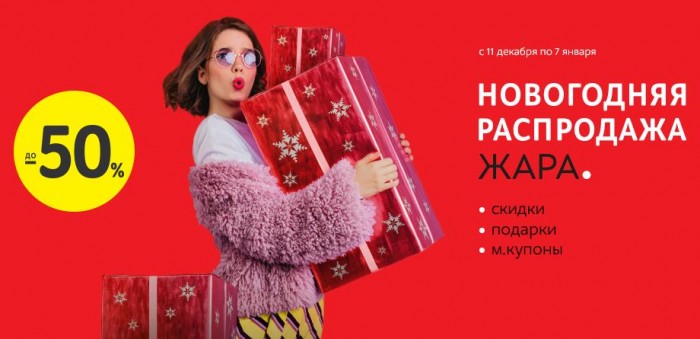 до
-50%
с 11 декабря по 7 января
НОВОГОДНЯЯ
РАСПРОДАЖА
ЖАРА.
• скидки
• подарки
• м.купоны